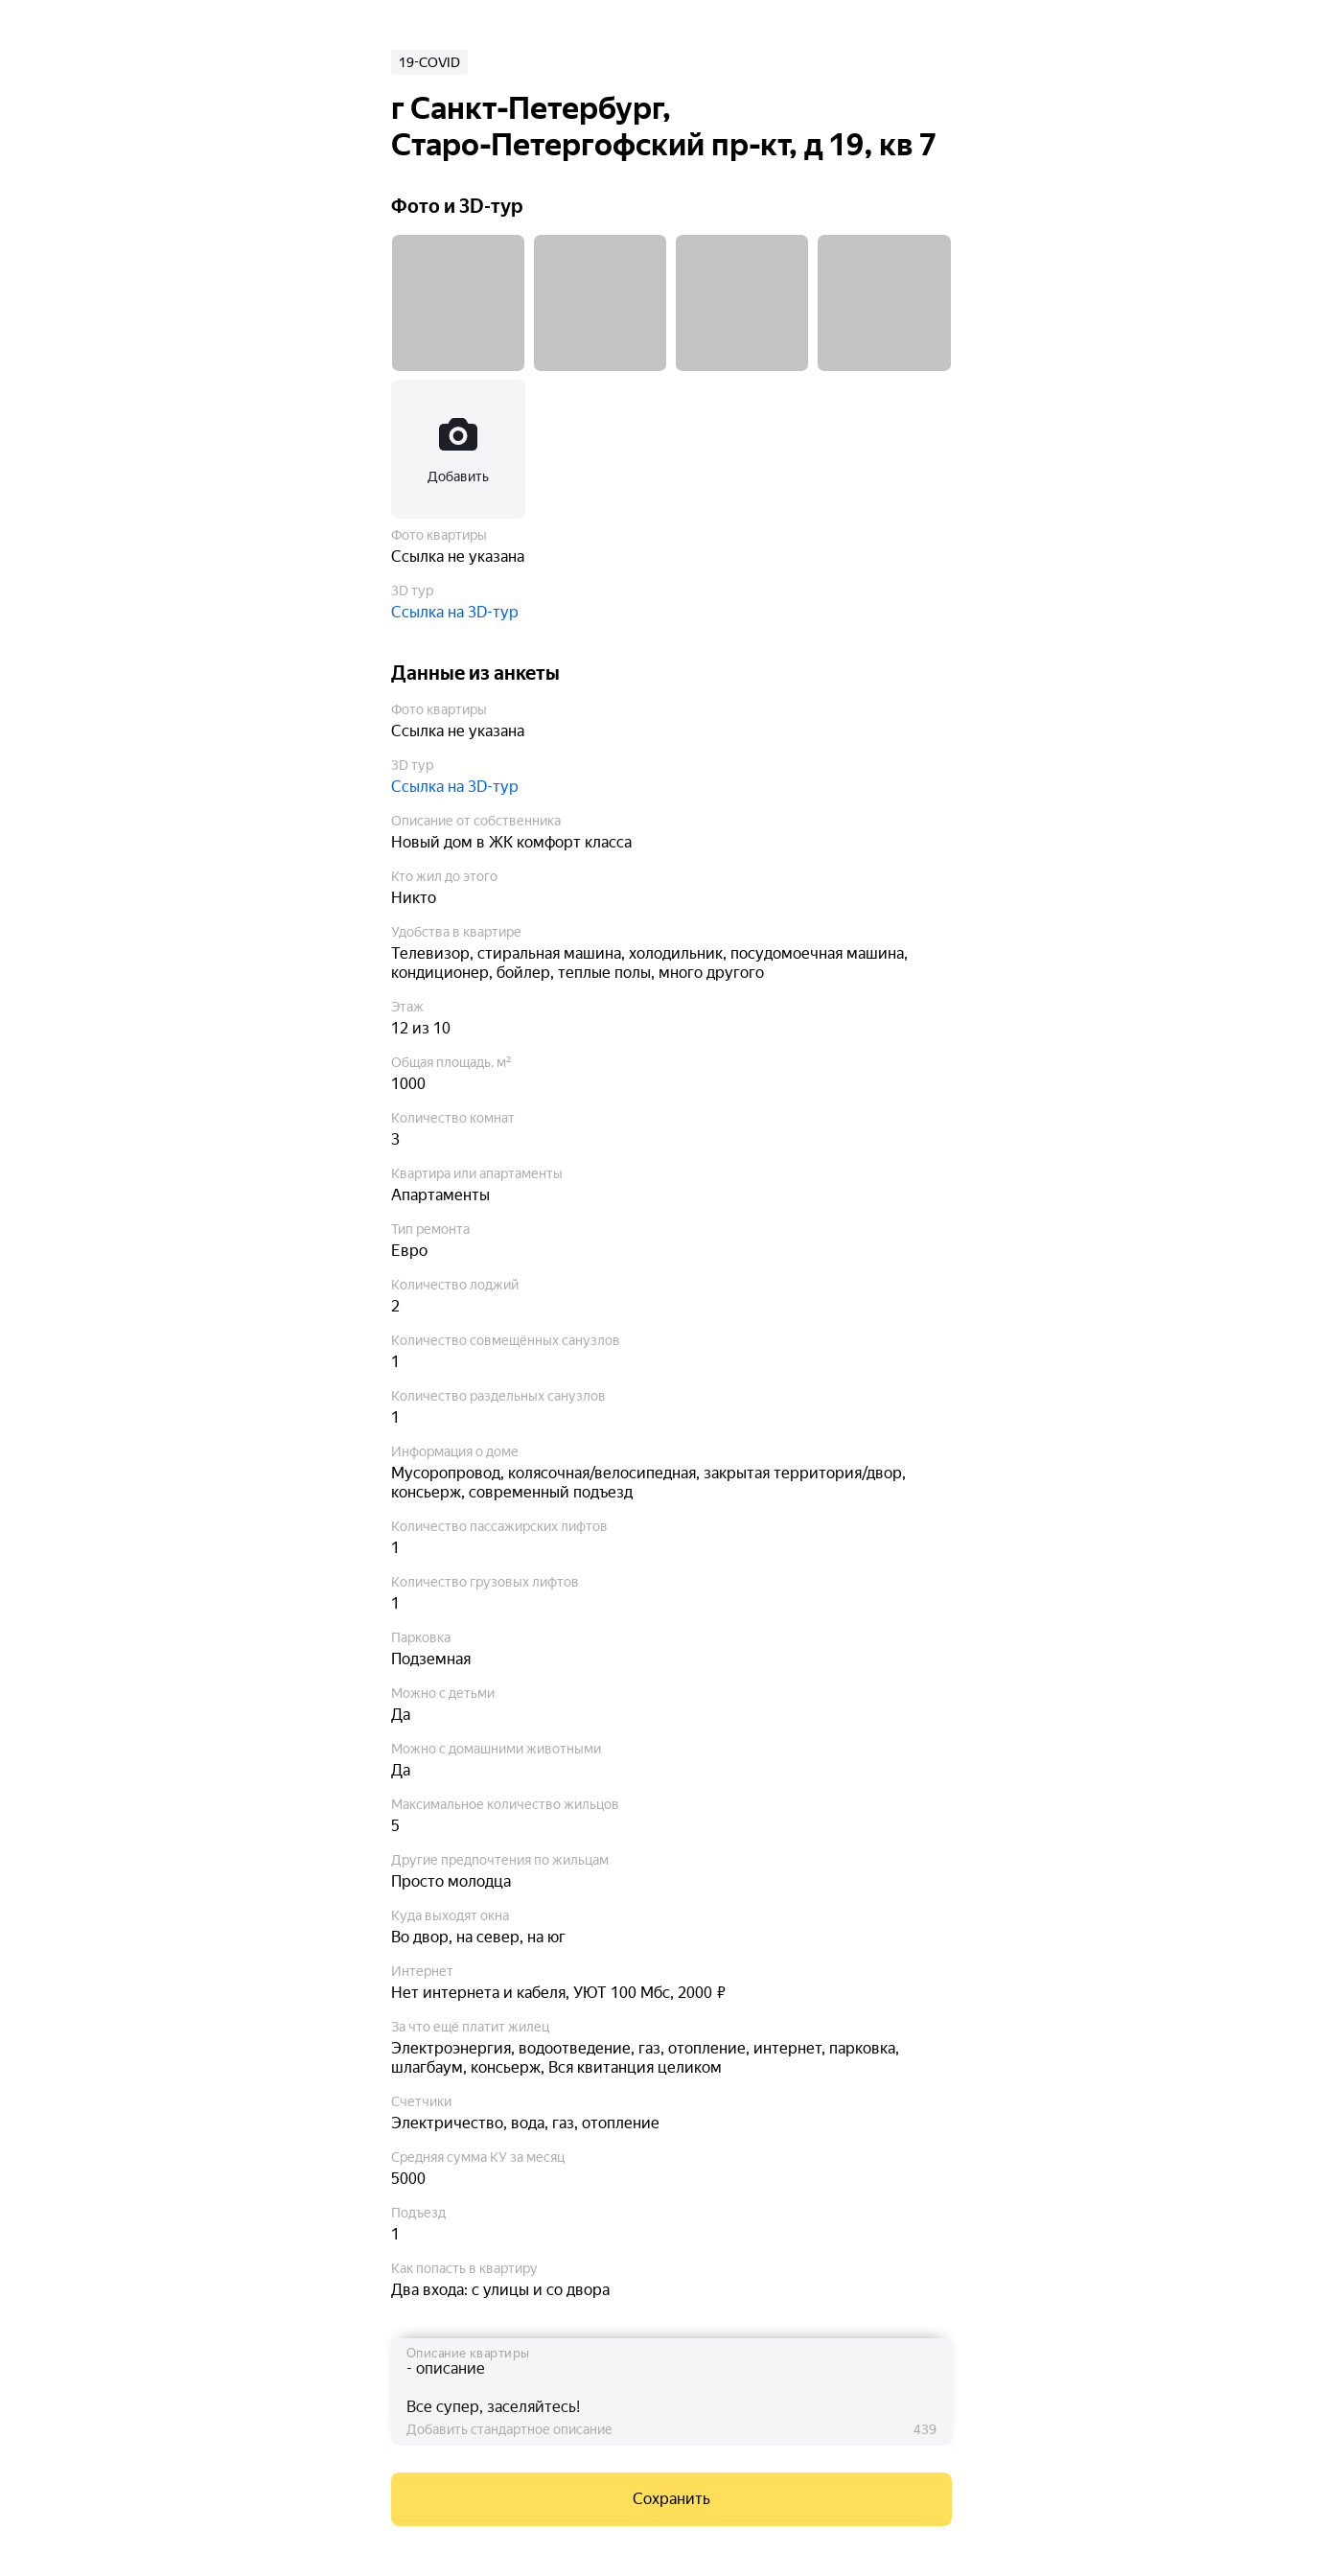 19-COVID
г Санкт-Петербург,
Старо-Петергофский пр-кт, д 19, кв 7
Фото и 3D-тур
Добавить
Фото квартиры
Ссылка не указана
3D тур
Ссылка на 3D-тур
Данные из анкеты
Фото квартиры
Ссылка не указана
3D тур
Ссылка на 3D-тур
Описание от собственника
Новый дом в ЖК комфорт класса
Кто жил до этого
Никто
Удобства в квартире
Телевизор, стиральная машина, холодильник, посудомоечная машина,
кондиционер, бойлер, теплые полы, много другого
Этаж
12 из 10
Общая площадь, м²
1000
Количество комнат
3
Квартира или апартаменты
Апартаменты
Тип ремонта
Евро
Количество лоджий
2
Количество совмещённых санузлов
1
Количество раздельных санузлов
1
Информация о доме
Мусоропровод, колясочная/велосипедная, закрытая территория/двор,
консьерж, современный подъезд
Количество пассажирских лифтов
1
Количество грузовых лифтов
1
Парковка
Подземная
Можно с детьми
Да
Можно с домашними животными
Да
Максимальное количество жильцов
5
Другие предпочтения по жильцам
Просто молодца
Куда выходят окна
Во двор, на север, на юг
Интернет
Нет интернета и кабеля, УЮТ 100 Мбс, 2000 ₽
За что ещё платит жилец
Электроэнергия, водоотведение, газ, отопление, интернет, парковка,
шлагбаум, консьерж, Вся квитанция целиком
Счетчики
Электричество, вода, газ, отопление
Средняя сумма КУ за месяц
5000
Подъезд
1
Как попасть в квартиру
Два входа: с улицы и со двора
Описание квартиры
- описание
Все супер, заселяйтесь!
Добавить стандартное описание 439
Сохранить